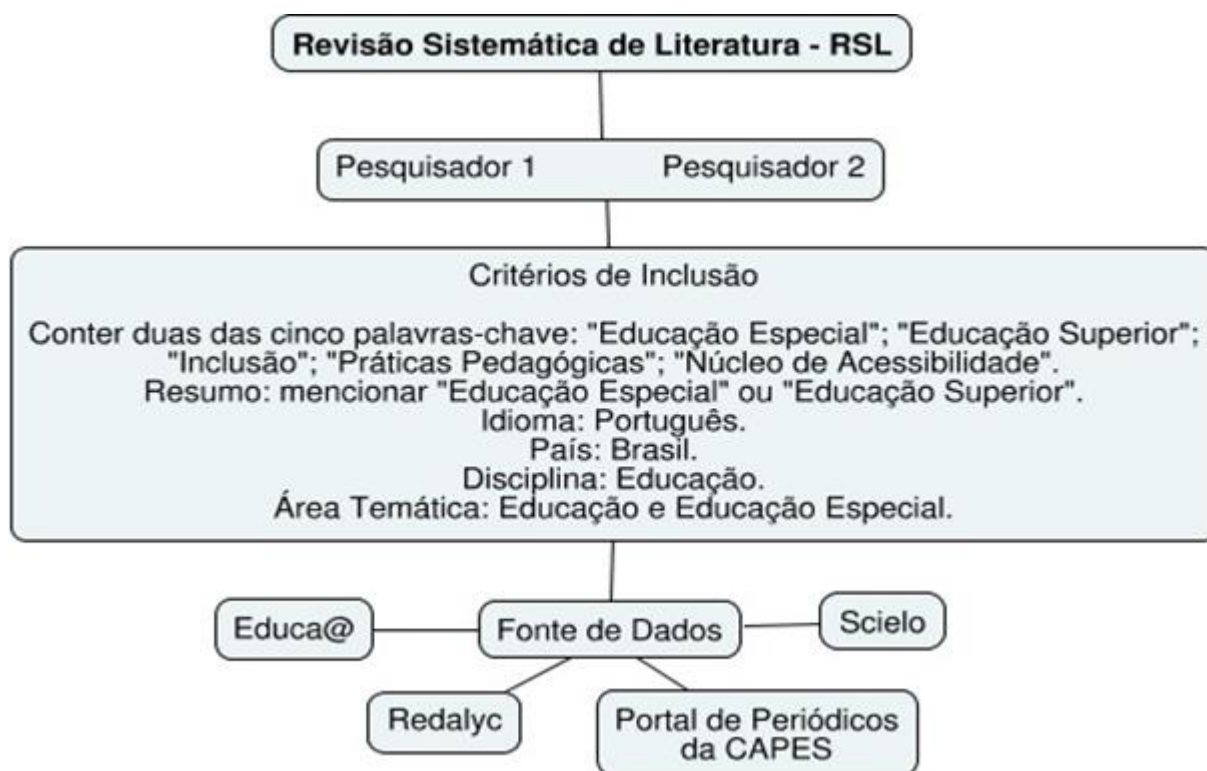 Revisão Sistemática de Literatura - RSL
Pesquisador 1 Pesquisador 2
Critérios de Inclusão
Conter duas das cinco palavras-chave: "Educação Especial"; "Educação Superior";
"Inclusão"; "Práticas Pedagógicas"; "Núcleo de Acessibilidade".
Resumo: mencionar "Educação Especial" ou "Educação Superior".
Idioma: Português.
País: Brasil.
Disciplina: Educação.
Área Temática: Educação e Educação Especial.
Educa@
Fonte de Dados
Scielo
Redalyc
Portal de Periódicos
da CAPES